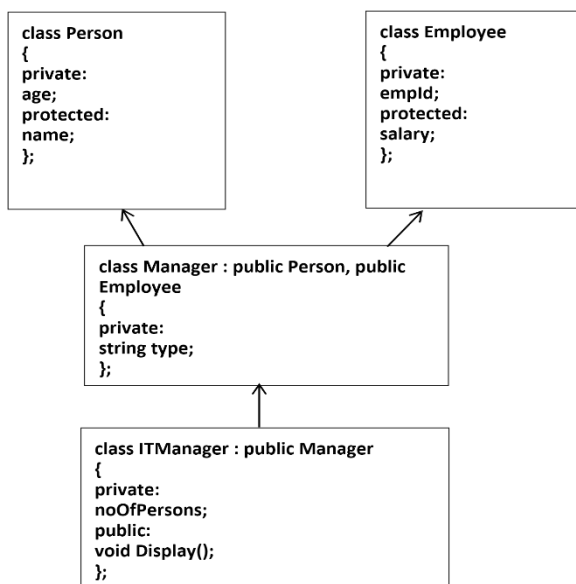 class Person
{
private:
age;
protected:
name;
};
class Employee
{
private:
empId;
protected:
salary;
};
class Manager : public Person, public
Employee
{
private:
string type;
};
class ITManager : public Manager
{
private:
noOfPersons;
public:
void Display();
};